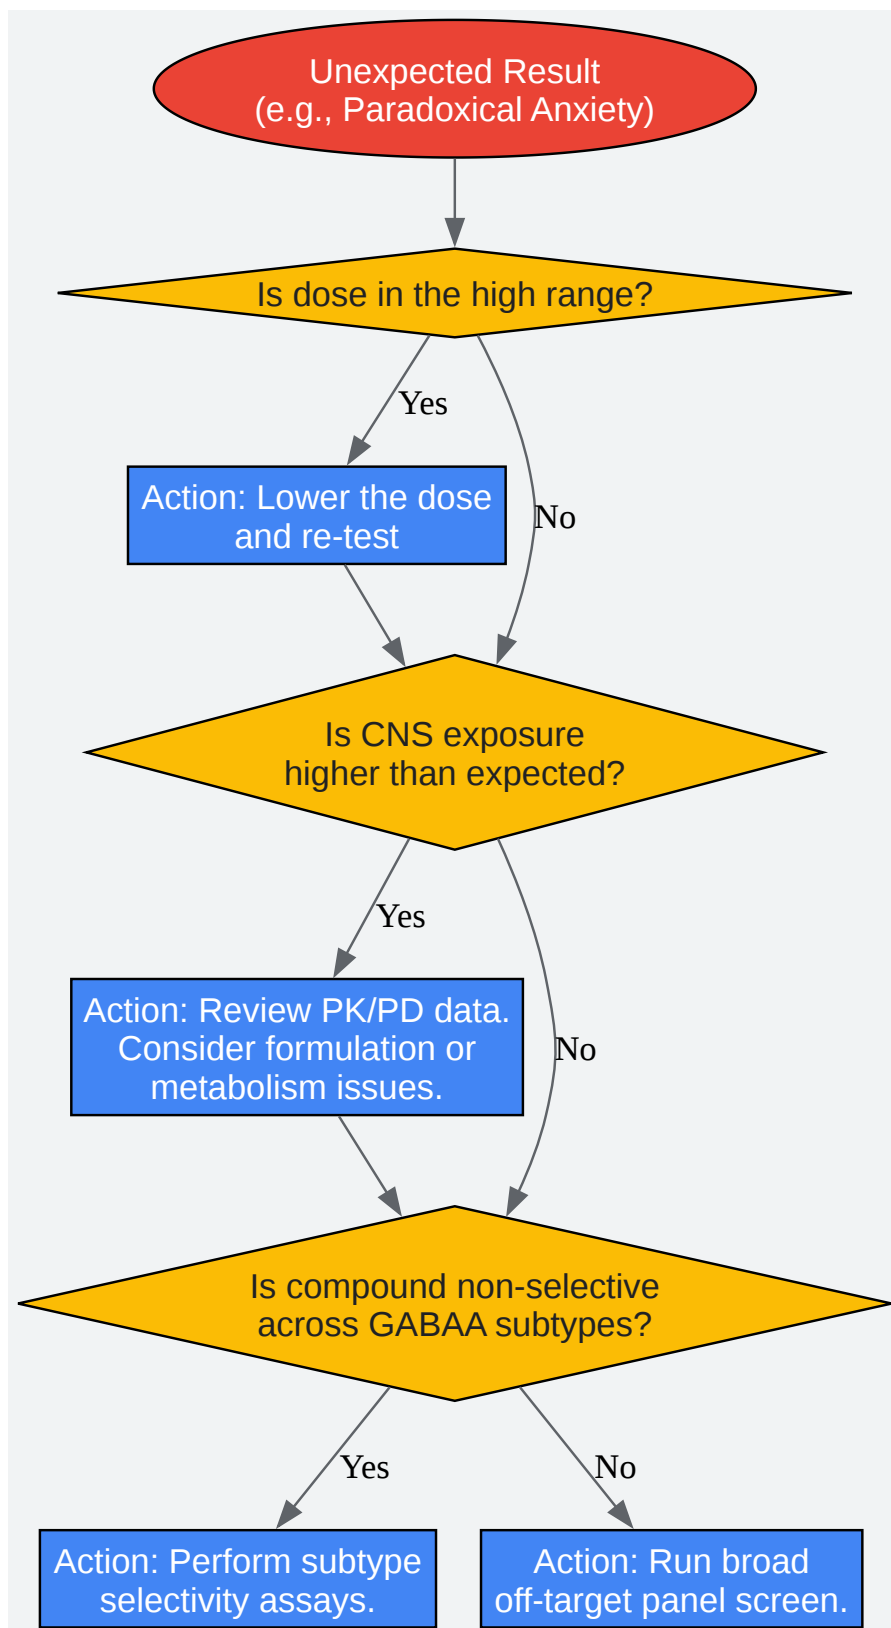 Unexpected Result
(e.g., Paradoxical Anxiety)
Is dose in the high range?
Yes
Action: Lower the dose
and re-test
No
Is CNS exposure
higher than expected?
Yes
Action: Review PK/PD data.
Consider formulation or
metabolism issues.
No
Is compound non-selective
across GABAA subtypes?
Yes
No
Action: Perform subtype
selectivity assays.
Action: Run broad
off-target panel screen.